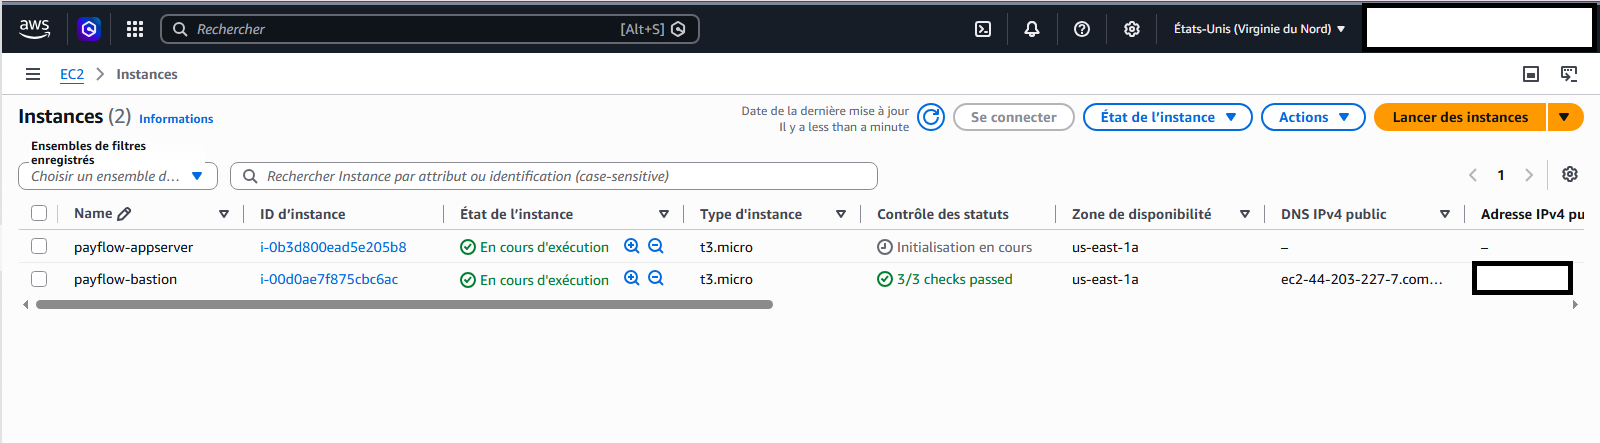 aws
Rechercher [Alt+S]
États-Unis (Virginie du Nord)
EC2 Instances
Instances (2) Informations
Date de la dernière mise à jour
Il y a less than a minute
Se connecter
État de l'instance
Actions
Lancer des instances
Ensembles de filtres
enregistrés
Choisir un ensemble d...
Rechercher Instance par attribut ou identification (case-sensitive)
1
Name ID d'instance État de l'instance Type d'instance Contrôle des statuts Zone de disponibilité DNS IPv4 public Adresse IPv4 pu
payflow-appserver i-0b3d800ead5e205b8 En cours d'exécution t3.micro Initialisation en cours us-east-1a – –
payflow-bastion i-00d0ae7f875cbc6ac En cours d'exécution t3.micro 3/3 checks passed us-east-1a ec2-44-203-227-7.com...